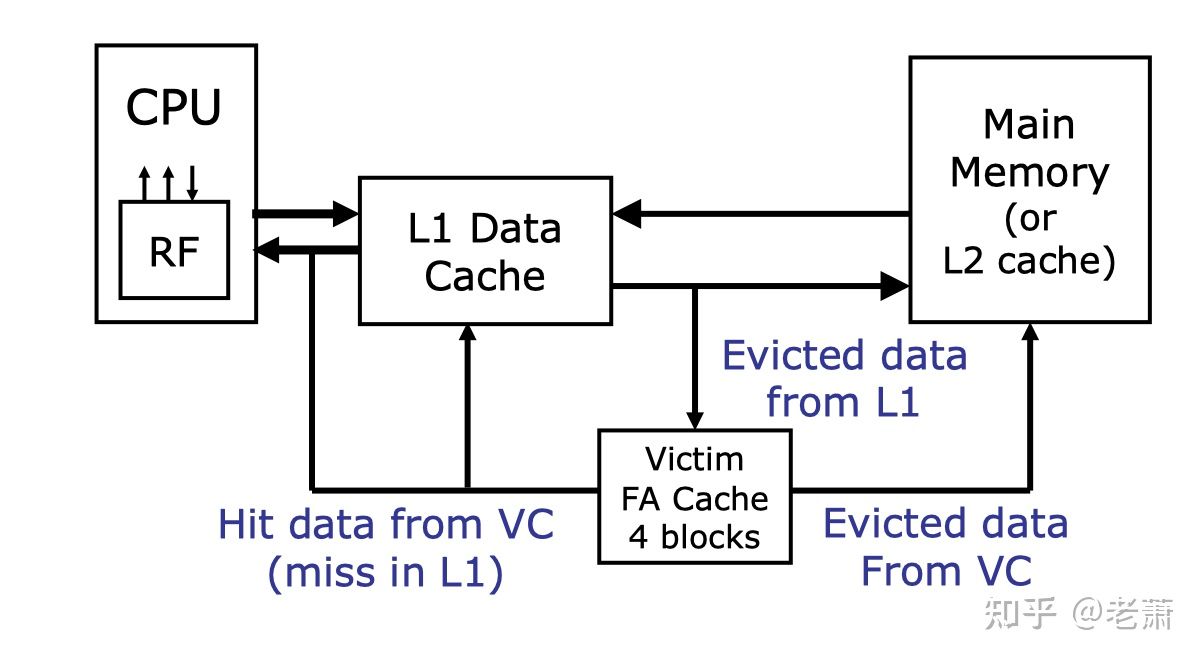 CPU
RF
L1 Data
Cache
Main
Memory
(or
L2 cache)
Evicted data
from L1
Victim
FA Cache
4 blocks
Hit data from VC
(miss in L1)
Evicted data
From VC
知乎 @老萧